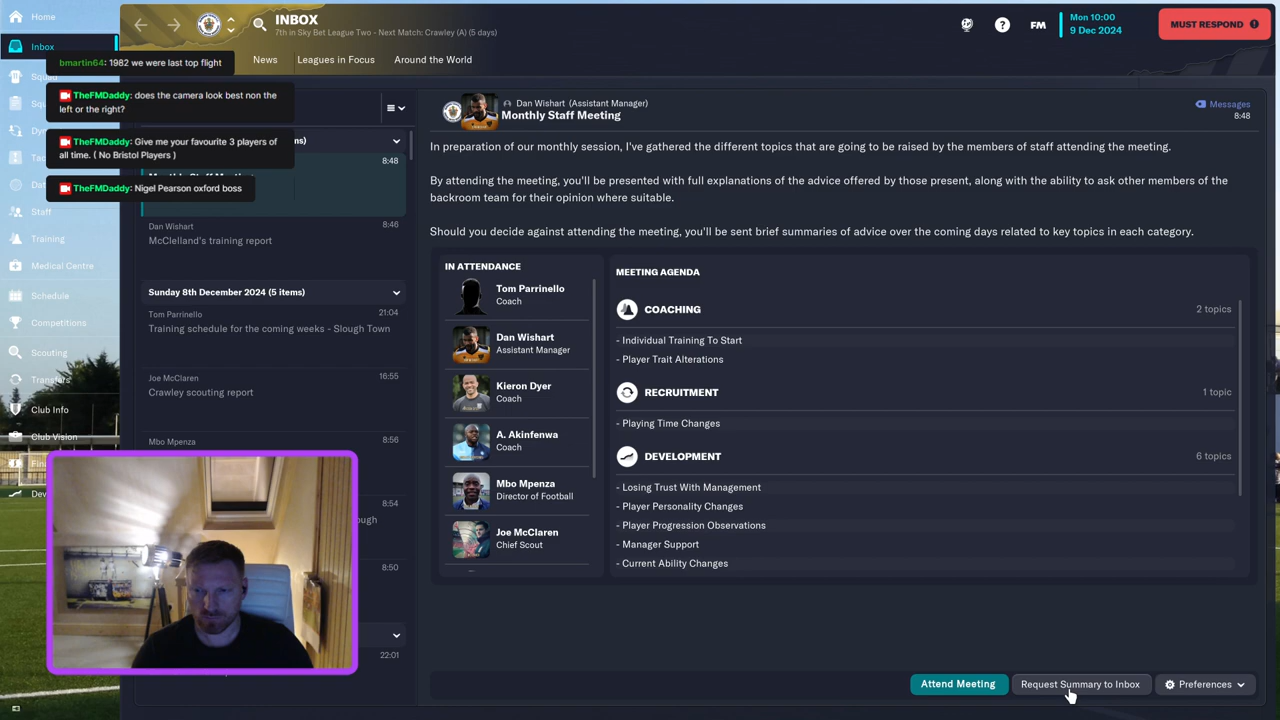 Home
Inbox
Squad
Staff
Training
Medical Centre
Schedule
Competitions
Scouting
Transfers
Club Info
Club Vision
bmartin64: 1982 we were last top flight
TheFMDaddy: does the camera look best non the
left or the right?
TheFMDaddy: Give me your favourite 3 players of
all time. ( No Bristol Players )
TheFMDaddy: Nigel Pearson oxford boss
INBOX
7th in Sky Bet League Two - Next Match: Crawley (A) (5 days)
FM
Mon 10:00
9 Dec 2024
MUST RESPOND
News
Leagues in Focus
Around the World
8:48
Dan Wishart
8:46
McClelland's training report
Sunday 8th December 2024 (5 items)
Tom Parrinello
21:04
Training schedule for the coming weeks - Slough Town
Joe McClaren
16:55
Crawley scouting report
Mbo Mpenza
8:56
8:54
8:50
22:01
Dan Wishart (Assistant Manager)
Monthly Staff Meeting
Messages
8:48
In preparation of our monthly session, I've gathered the different topics that are going to be raised by the members of staff attending the meeting.
By attending the meeting, you'll be presented with full explanations of the advice offered by those present, along with the ability to ask other members of the
backroom team for their opinion where suitable.
Should you decide against attending the meeting, you'll be sent brief summaries of advice over the coming days related to key topics in each category.
IN ATTENDANCE
Tom Parrinello
Coach
Dan Wishart
Assistant Manager
Kieron Dyer
Coach
A. Akinfenwa
Coach
Mbo Mpenza
Director of Football
Joe McClaren
Chief Scout
MEETING AGENDA
COACHING
2 topics
- Individual Training To Start
- Player Trait Alterations
RECRUITMENT
1 topic
- Playing Time Changes
DEVELOPMENT
6 topics
- Losing Trust With Management
- Player Personality Changes
- Player Progression Observations
- Manager Support
- Current Ability Changes
Attend Meeting
Request Summary to Inbox
Preferences